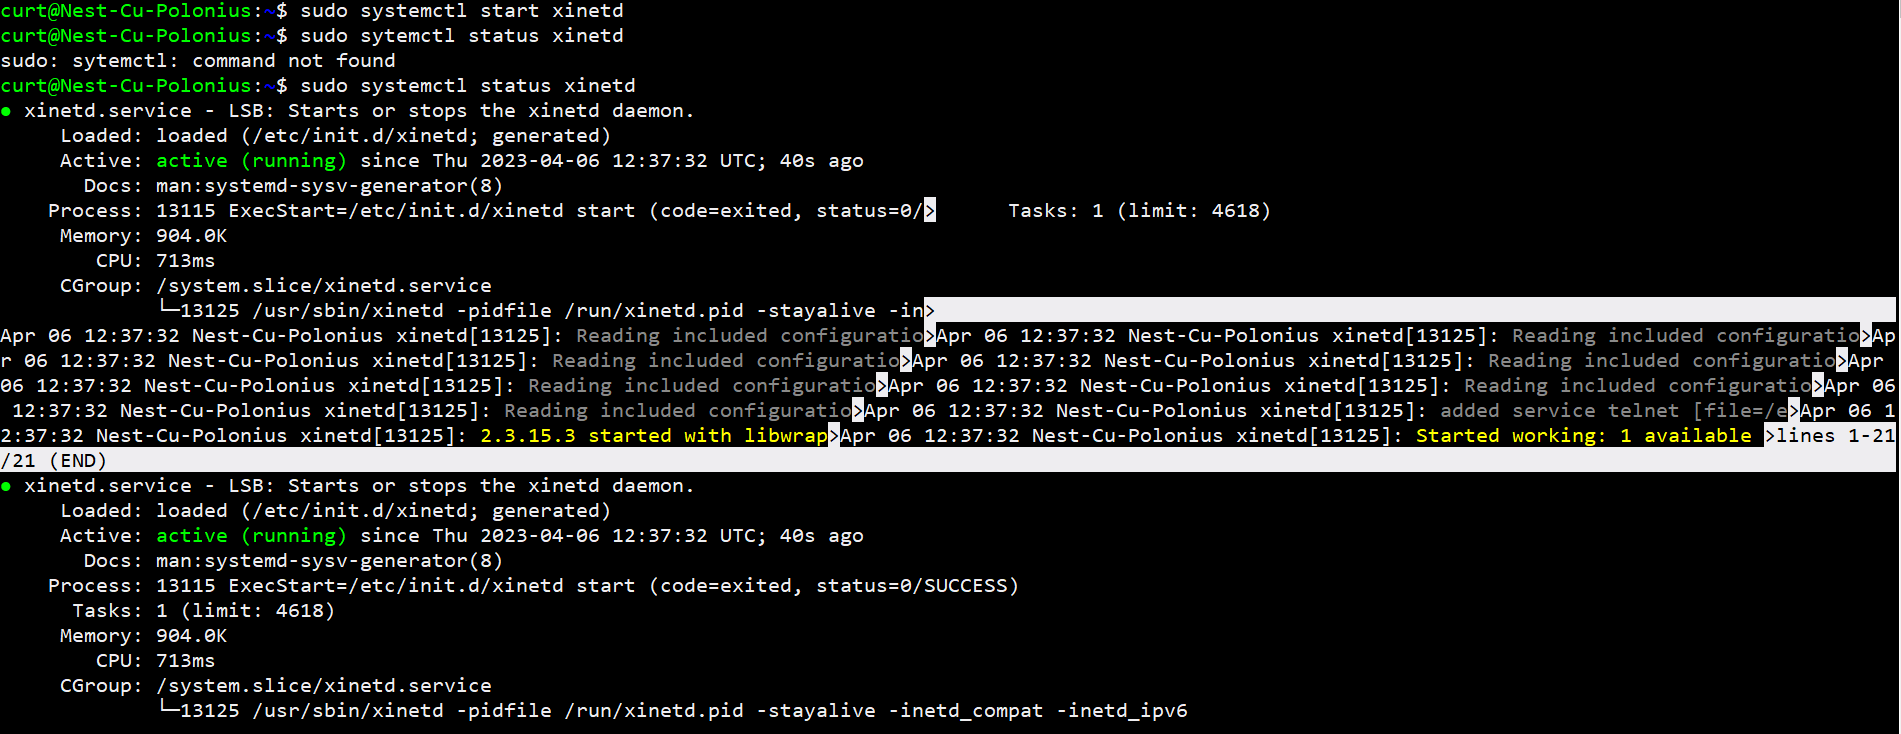 curt@Nest-Cu-Polonius:~$ sudo systemctl start xinetd
curt@Nest-Cu-Polonius:~$ sudo sytemctl status xinetd
sudo: sytemctl: command not found
curt@Nest-Cu-Polonius:~$ sudo systemctl status xinetd
● xinetd.service - LSB: Starts or stops the xinetd daemon.
     Loaded: loaded (/etc/init.d/xinetd; generated)
     Active: active (running) since Thu 2023-04-06 12:37:32 UTC; 40s ago
       Docs: man:systemd-sysv-generator(8)
    Process: 13115 ExecStart=/etc/init.d/xinetd start (code=exited, status=0/>      Tasks: 1 (limit: 4618)
     Memory: 904.0K
        CPU: 713ms
     CGroup: /system.slice/xinetd.service
             └─13125 /usr/sbin/xinetd -pidfile /run/xinetd.pid -stayalive -in>
Apr 06 12:37:32 Nest-Cu-Polonius xinetd[13125]: Reading included configuratio>Apr 06 12:37:32 Nest-Cu-Polonius xinetd[13125]: Reading included configuratio>Ap
r 06 12:37:32 Nest-Cu-Polonius xinetd[13125]: Reading included configuratio>Apr 06 12:37:32 Nest-Cu-Polonius xinetd[13125]: Reading included configuratio>Apr
06 12:37:32 Nest-Cu-Polonius xinetd[13125]: Reading included configuratio>Apr 06 12:37:32 Nest-Cu-Polonius xinetd[13125]: Reading included configuratio>Apr 06
 12:37:32 Nest-Cu-Polonius xinetd[13125]: Reading included configuratio>Apr 06 12:37:32 Nest-Cu-Polonius xinetd[13125]: added service telnet [file=/e>Apr 06 1
2:37:32 Nest-Cu-Polonius xinetd[13125]: 2.3.15.3 started with libwrap>Apr 06 12:37:32 Nest-Cu-Polonius xinetd[13125]: Started working: 1 available >lines 1-21
/21 (END)
● xinetd.service - LSB: Starts or stops the xinetd daemon.
     Loaded: loaded (/etc/init.d/xinetd; generated)
     Active: active (running) since Thu 2023-04-06 12:37:32 UTC; 40s ago
       Docs: man:systemd-sysv-generator(8)
    Process: 13115 ExecStart=/etc/init.d/xinetd start (code=exited, status=0/SUCCESS)
      Tasks: 1 (limit: 4618)
     Memory: 904.0K
        CPU: 713ms
     CGroup: /system.slice/xinetd.service
             └─13125 /usr/sbin/xinetd -pidfile /run/xinetd.pid -stayalive -inetd_compat -inetd_ipv6